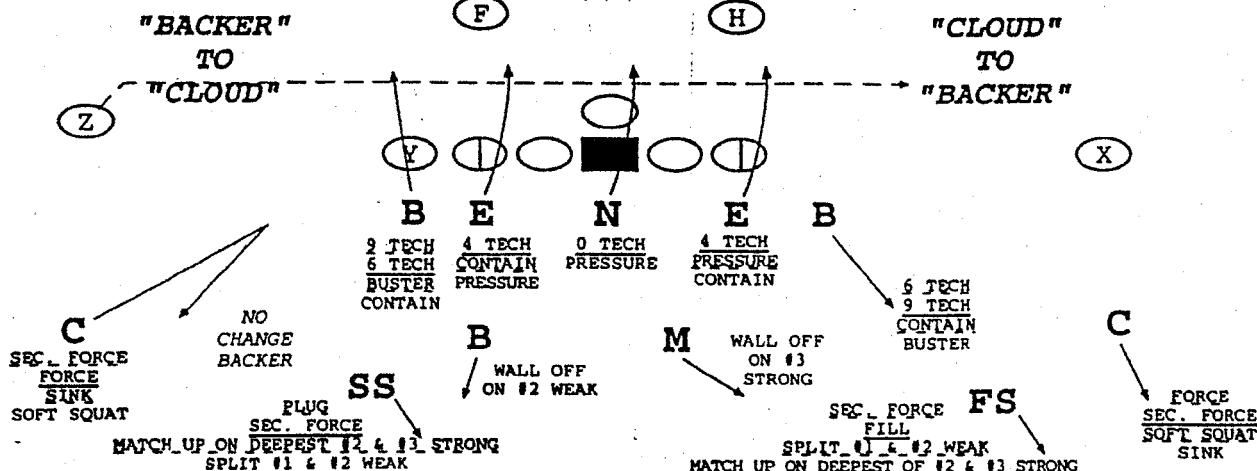 F
H
"BACKER"
TO
"CLOUD"
"CLOUD"
TO
"BACKER"
Z
Y
X
B
9 TECH
6 TECH
BUSTER
CONTAIN
E
4 TECH
CONTAIN
PRESSURE
N
0 TECH
PRESSURE
E
4 TECH
PRESSURE
CONTAIN
B
6 TECH
9 TECH
CONTAIN
BUSTER
C
SEC. FORCE
FORCE
SINK
SOFT SQUAT
NO
CHANGE
BACKER
B
WALL OFF
ON #2 WEAK
M
WALL OFF
ON #3
STRONG
C
FORCE
SEC. FORCE
SOFT SQUAT
SINK
SS
PLUG
SEC. FORCE
MATCH UP ON DEEPEST #2 & #3 STRONG
SPLIT #1 & #2 WEAK
FS
SEC. FORCE
FILL
SPLIT #1 & #2 WEAK
MATCH UP ON DEEPEST OF #2 & #3 STRONG